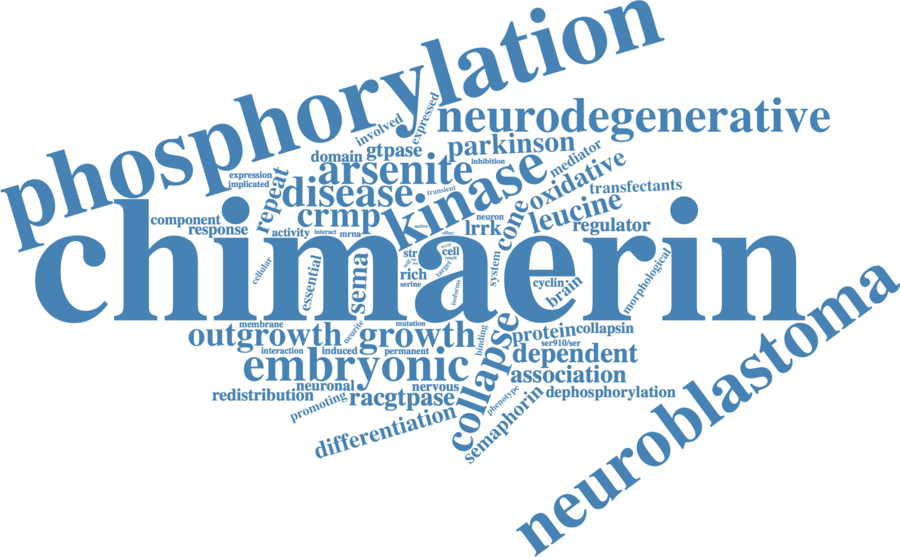 phosphorylation
neurodegenerative
involved
expressed
parkinson
domain
gtpase
inhibition
mediator
arsenite
kinase
oxidative
expression
implicated
repeat
disease
transient
transfectants
component
response
crmp
neuron
lrrk
cone
leucine
regulator
activity
interact
mrna
active
effect
chimaerin
cellular
essential
sema
str
cell
result
rich
serine
target
isoforms
system
cyclin
brain
morphological
neuroblastoma
membrane
outgrowth
neurite
mutation
growth
binding
collapse
protein
collapsin
ser910/ser
interaction
induced
permanent
dependent
embryonic
association
neuronal
nervous
redistribution
promoting
racgtpase
phenotype
semaphorin
dephosphorylation
differentiation